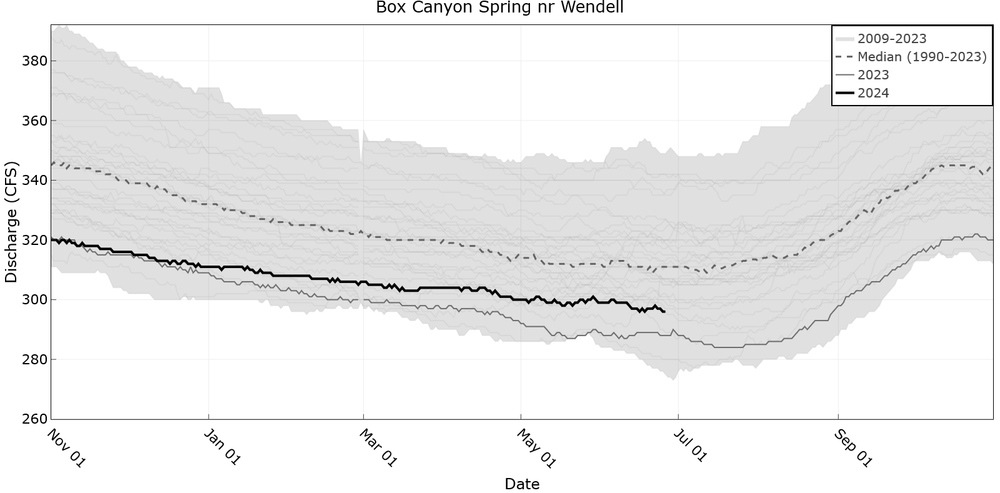 Box Canyon Spring nr Wendell
2009-2023
Median (1990-2023)
2023
2024
Discharge (CFS)
380
360
340
320
300
280
260
Nov 01
Jan 01
Mar 01
May 01
Jul 01
Sep 01
Date